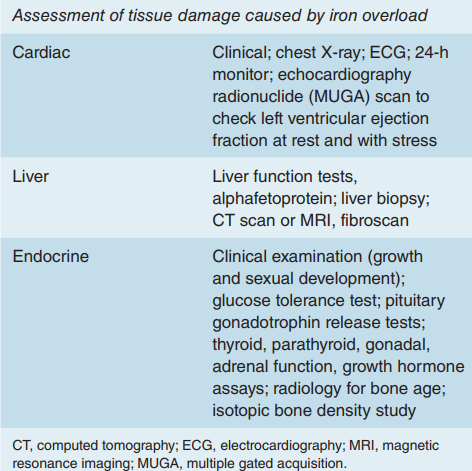 Assessment of tissue damage caused by iron overload
Cardiac
Clinical; chest X-ray; ECG; 24-h
monitor; echocardiography
radionuclide (MUGA) scan to
check left ventricular ejection
fraction at rest and with stress
Liver
Liver function tests,
alphafetoprotein; liver biopsy;
CT scan or MRI, fibroscan
Endocrine
Clinical examination (growth
and sexual development);
glucose tolerance test; pituitary
gonadotrophin release tests;
thyroid, parathyroid, gonadal,
adrenal function, growth hormone
assays; radiology for bone age;
isotopic bone density study
CT, computed tomography; ECG, electrocardiography; MRI, magnetic
resonance imaging; MUGA, multiple gated acquisition.